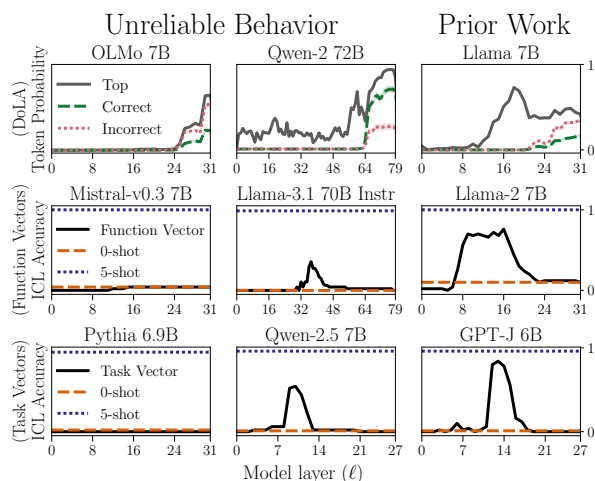 Unreliable Behavior Prior Work
OLMo 7B Qwen-2 72B Llama 7B
(DoLA)
Token Probability
Top
Correct
Incorrect
1
0
0 8 16 24 31
0 16 32 48 64 79
0 8 16 24 31
Mistral-v0.3 7B Llama-3.1 70B Instr Llama-2 7B
(Function Vectors)
ICL Accuracy
Function Vector
0-shot
5-shot
1
0
0 8 16 24 31
0 16 32 48 64 79
0 8 16 24 31
Pythia 6.9B Qwen-2.5 7B GPT-J 6B
(Task Vectors)
ICL Accuracy
Task Vector
0-shot
5-shot
1
0
0 8 16 24 31
0 7 14 21 27
0 7 14 21 27
Model layer (ℓ)